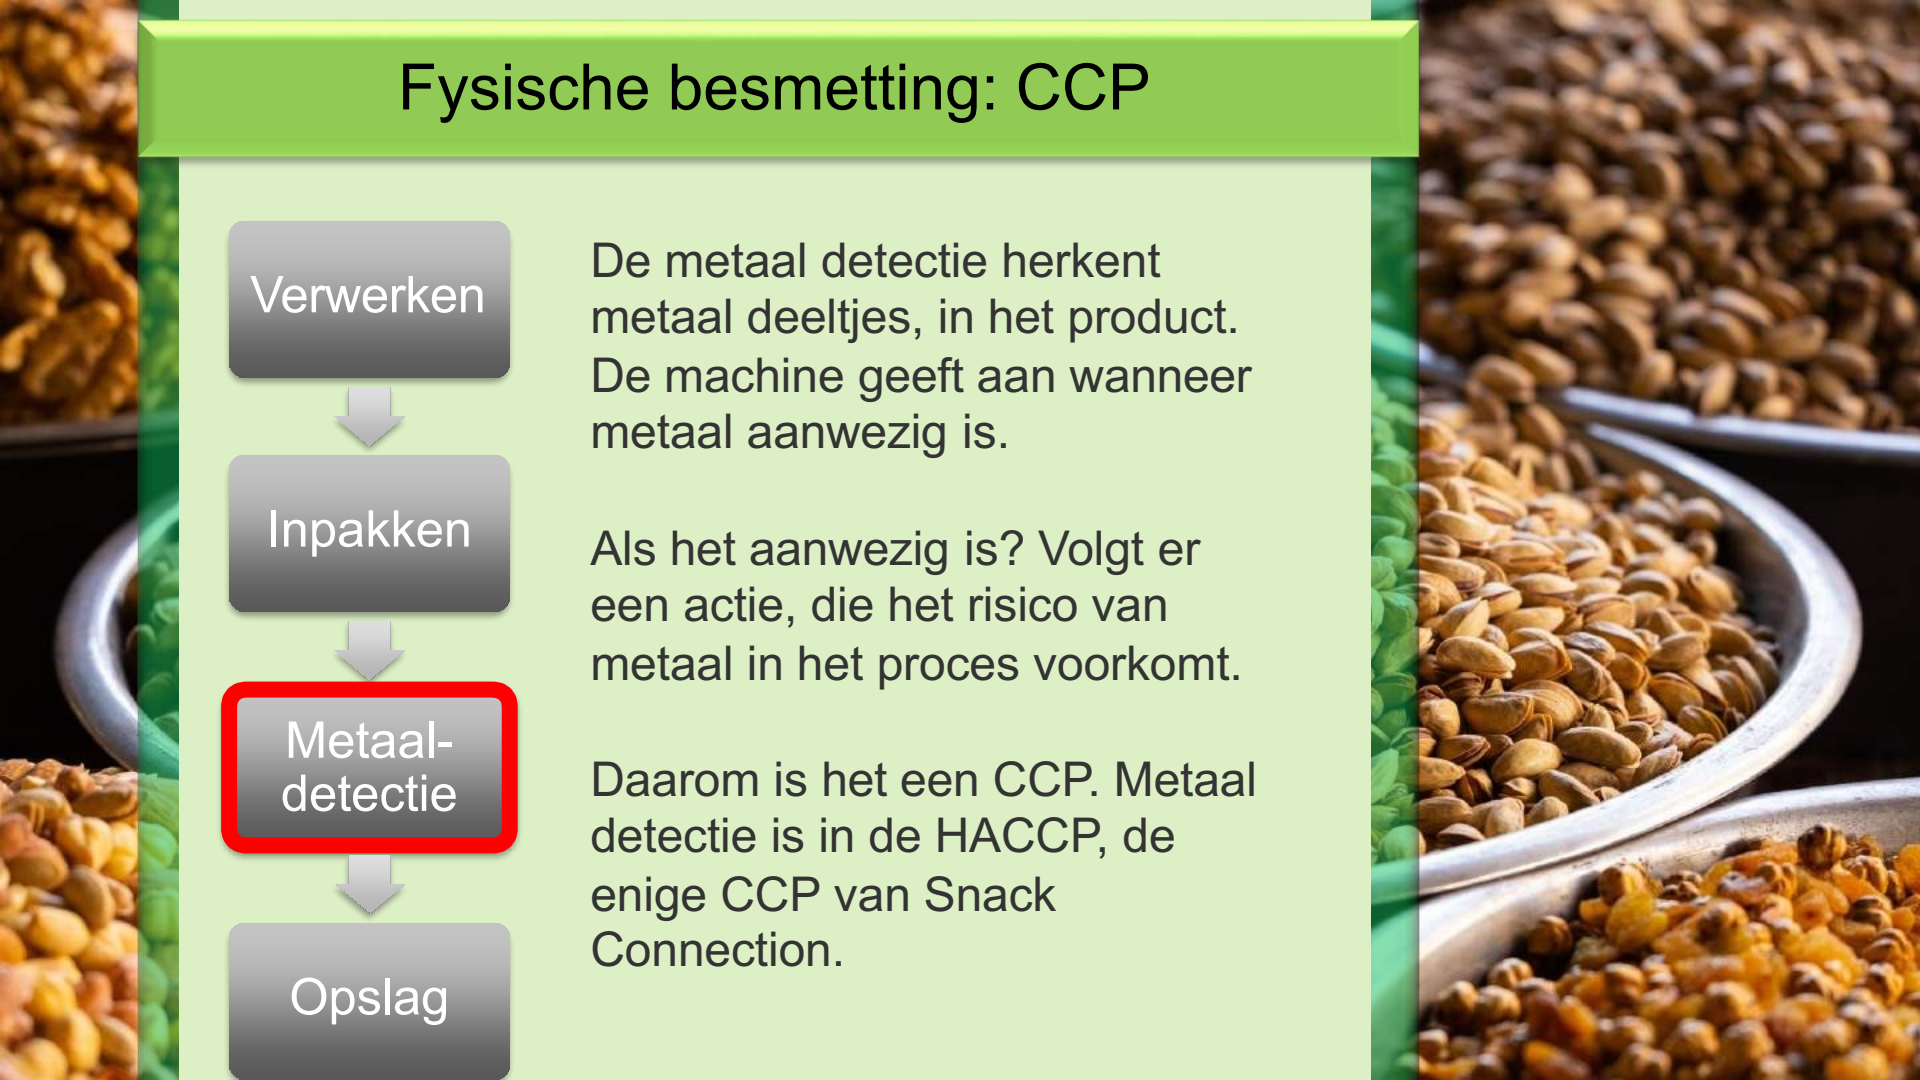 Fysische besmetting: CCP
Verwerken
Inpakken
Metaal-
detectie
Opslag
De metaal detectie herkent
metaal deeltjes, in het product.
De machine geeft aan wanneer
metaal aanwezig is.
Als het aanwezig is? Volgt er
een actie, die het risico van
metaal in het proces voorkomt.
Daarom is het een CCP. Metaal
detectie is in de HACCP, de
enige CCP van Snack
Connection.